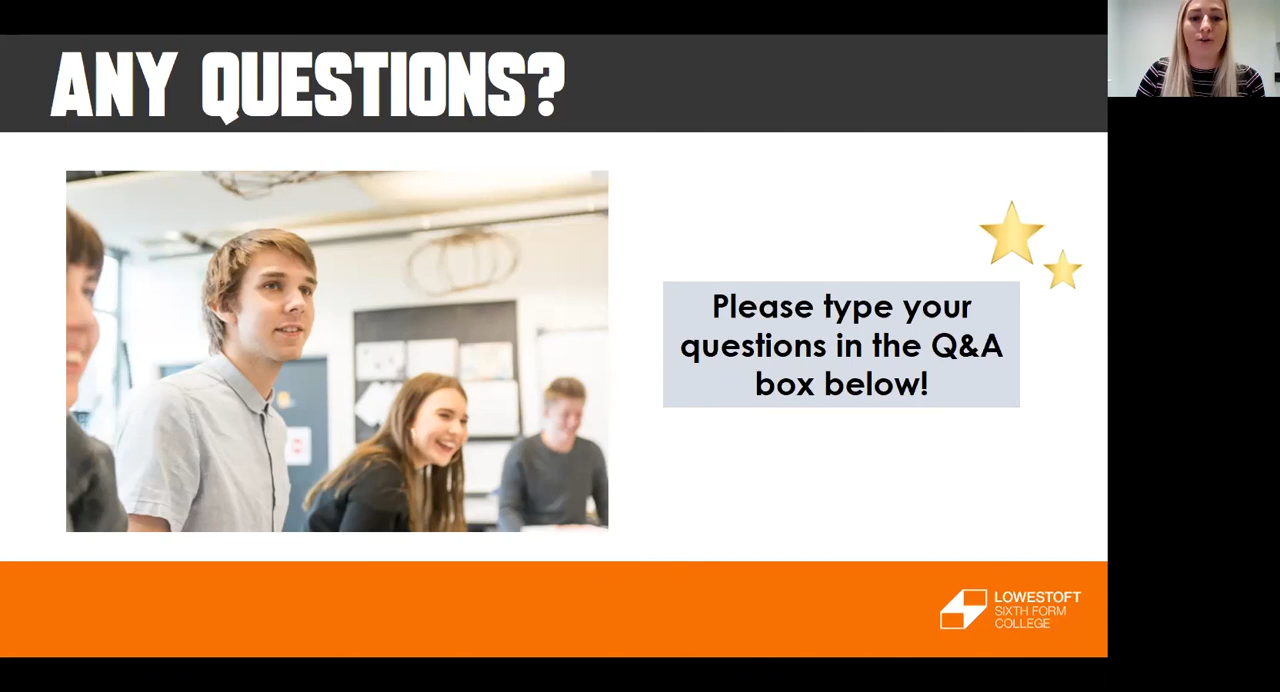 ANY QUESTIONS?
Please type your
questions in the Q&A
box below!
LOWESTOFT
SIXTH FORM
COLLEGE